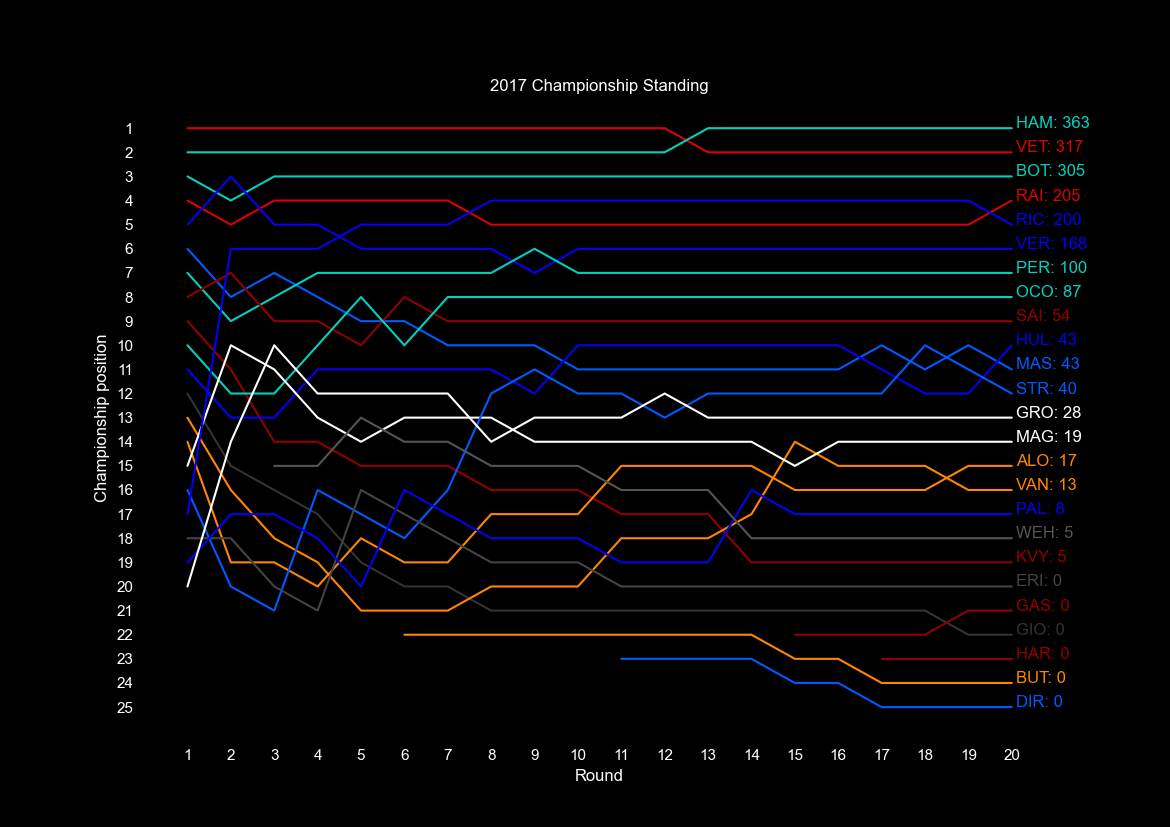 2017 Championship Standing
Championship position
1
2
3
4
5
6
7
8
9
10
11
12
13
14
15
16
17
18
19
20
21
22
23
24
25
HAM: 363
VET: 317
BOT: 305
RAI: 205
RIC: 200
VER: 168
PER: 100
OCO: 87
SAI: 54
HUL: 43
MAS: 43
STR: 40
GRO: 28
MAG: 19
ALO: 17
VAN: 13
PAL: 8
WEH: 5
KVY: 5
ERI: 0
GAS: 0
GIO: 0
HAR: 0
BUT: 0
DIR: 0
1 2 3 4 5 6 7 8 9 10 11 12 13 14 15 16 17 18 19 20
Round